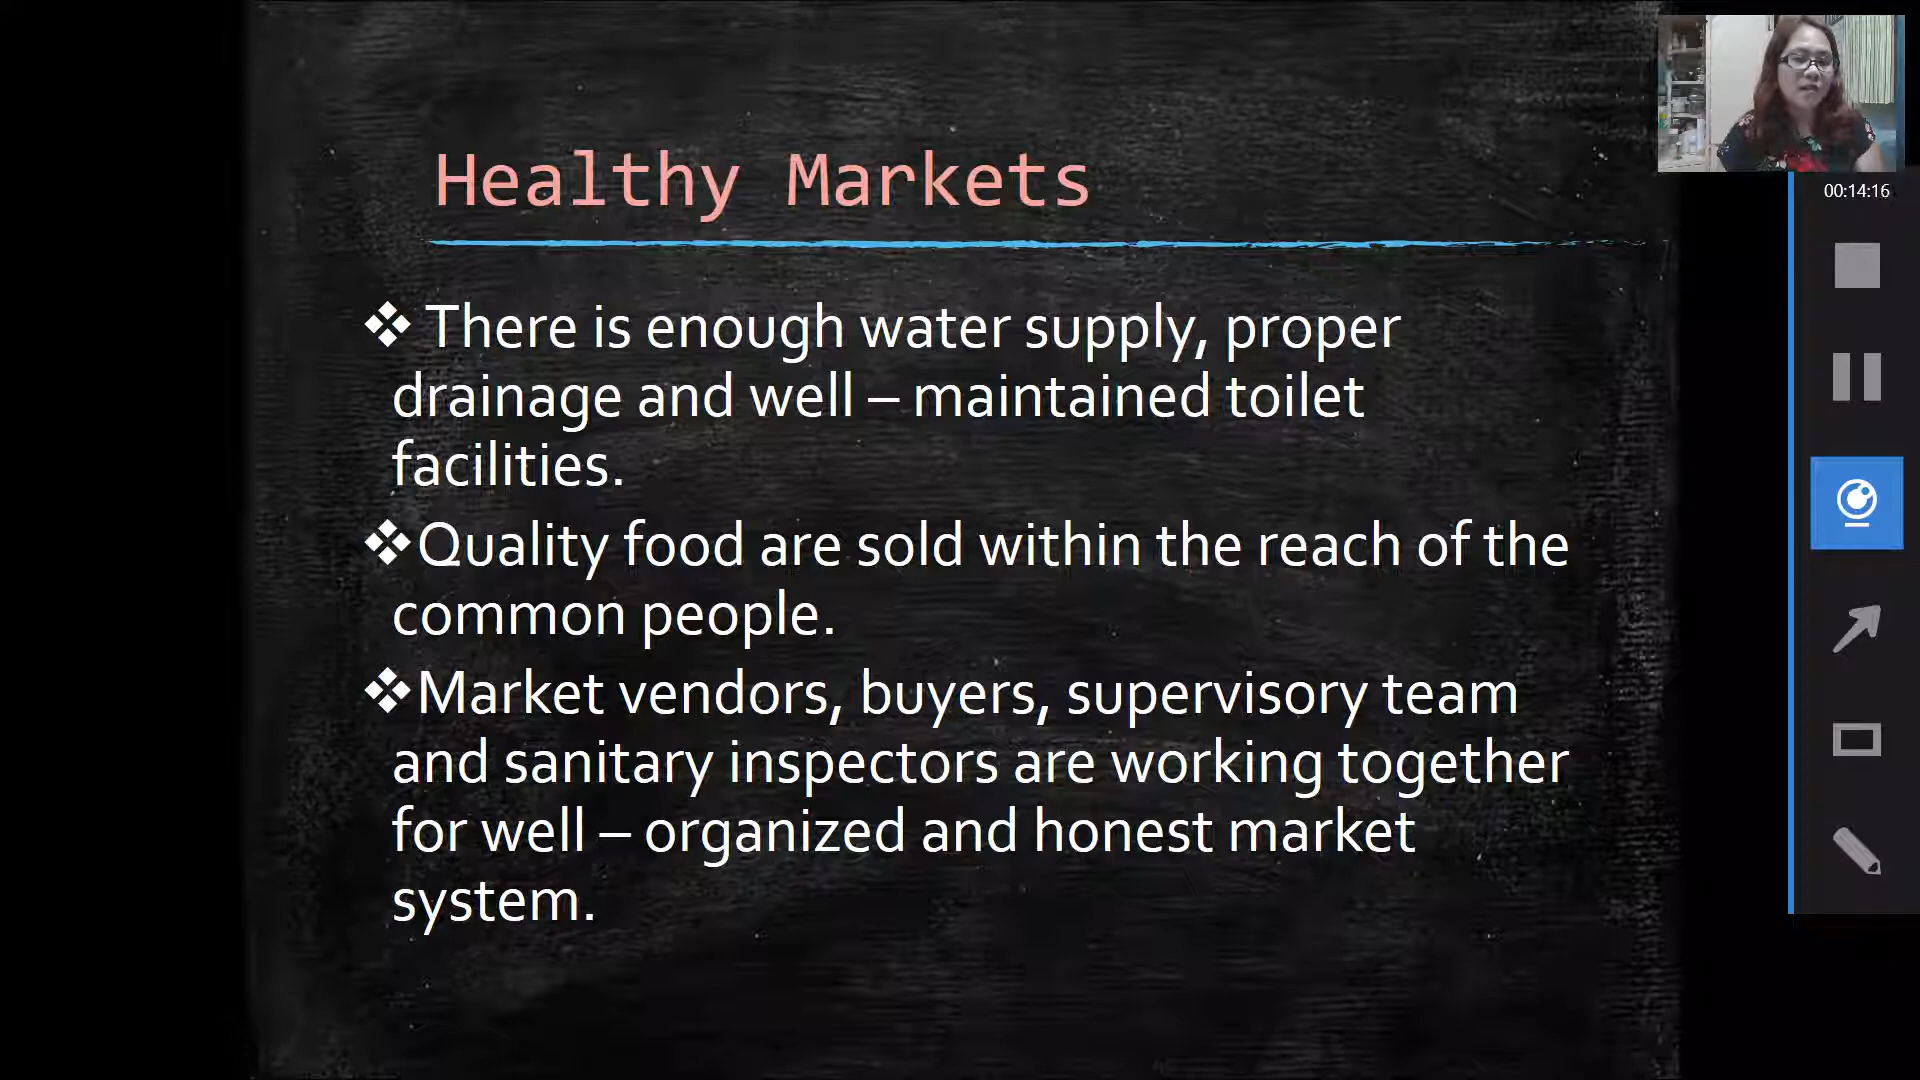 Healthy Markets
00:14:16
❖ There is enough water supply, proper
drainage and well – maintained toilet
facilities.
❖Quality food are sold within the reach of the
common people.
❖Market vendors, buyers, supervisory team
and sanitary inspectors are working together
for well – organized and honest market
system.